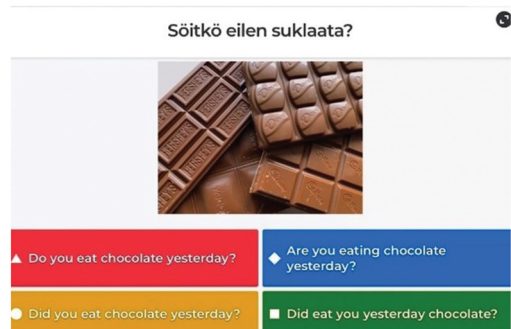 Söitkö eilen suklaata?
Do you eat chocolate yesterday?
Are you eating chocolate
yesterday?
Did you eat chocolate yesterday?
Did eat you yesterday chocolate?